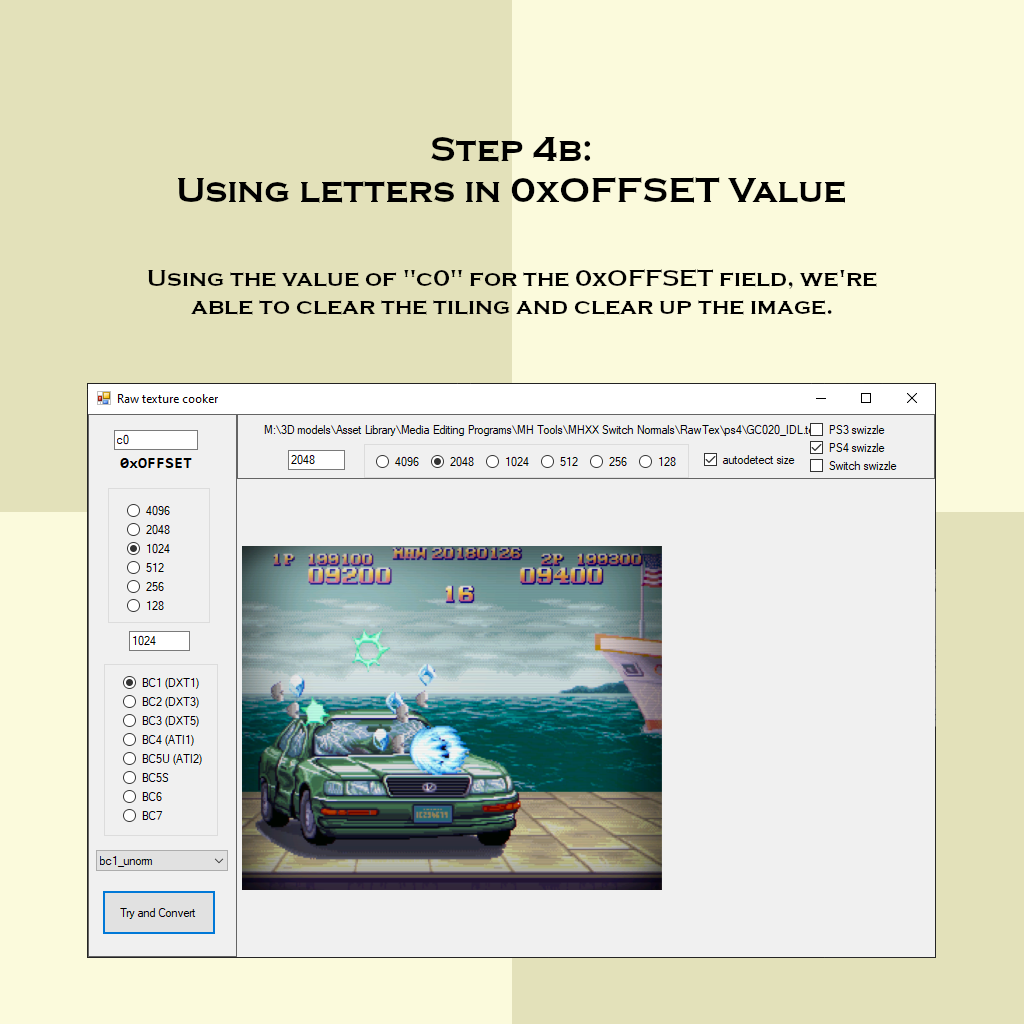 Step 4b:
Using letters in 0xOFFSET Value
Using the value of "c0" for the 0xOFFSET field, we're
able to clear the tiling and clear up the image.
Raw texture cooker
c0
0xOFFSET
4096
2048
1024
512
256
128
1024
BC1 (DXT1)
BC2 (DXT3)
BC3 (DXT5)
BC4 (ATI1)
BC5U (ATI2)
BC5S
BC6
BC7
bc1_unorm
Try and Convert
M:\3D models\Asset Library\Media Editing Programs\MH Tools\MHXX Switch Normals\RawTex\ps4\GC020_IDL.te
2048
4096 2048 1024 512 256 128
autodetect size
PS3 swizzle
PS4 swizzle
Switch swizzle
1P 199100 MAW 20180126 2P 199300
09200 09400
16